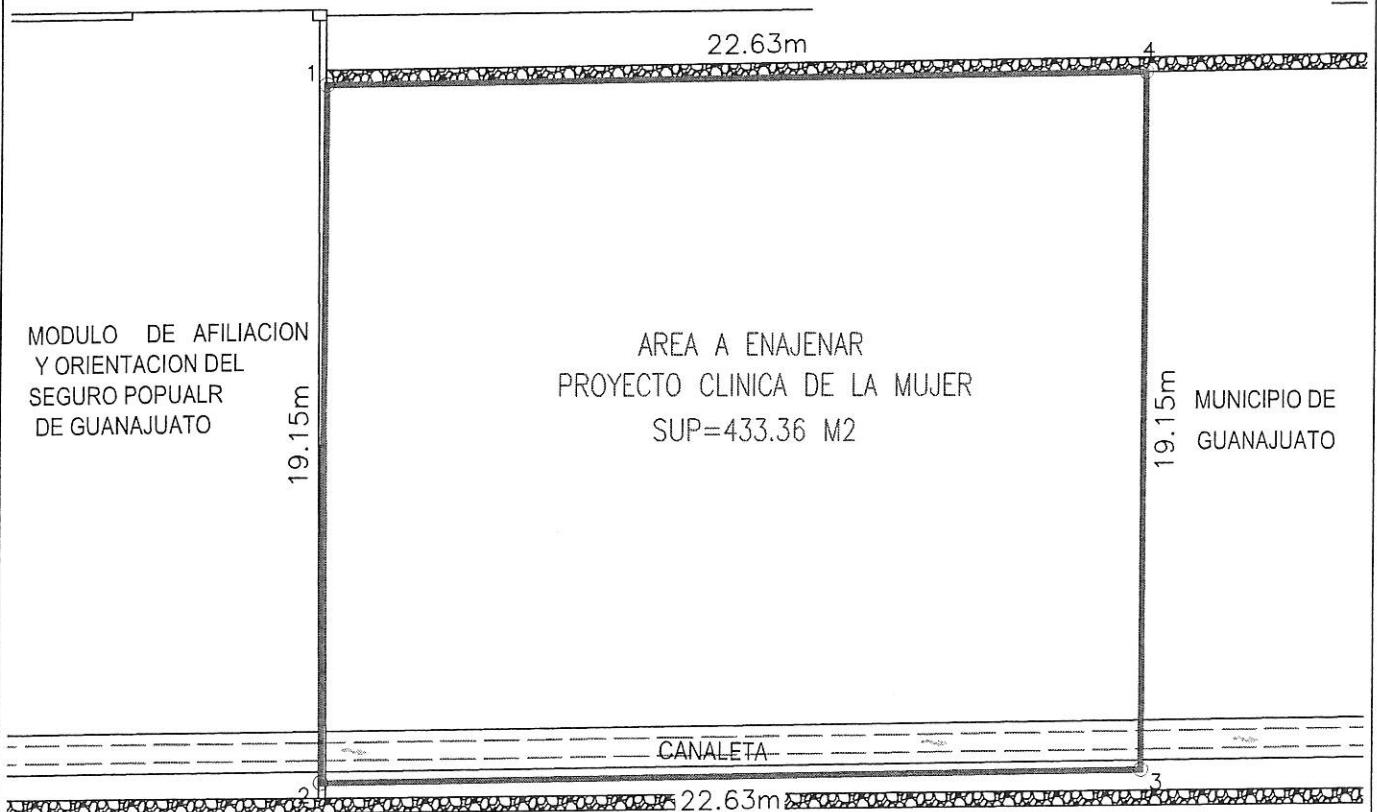 22.63m
1
4
MODULO DE AFILIACION
Y ORIENTACION DEL
SEGURO POPUALR
DE GUANAJUATO
19.15m
AREA A ENAJENAR
PROYECTO CLINICA DE LA MUJER
SUP=433.36 M2
19.15m
MUNICIPIO DE
GUANAJUATO
CANALETA
2
22.63m
3